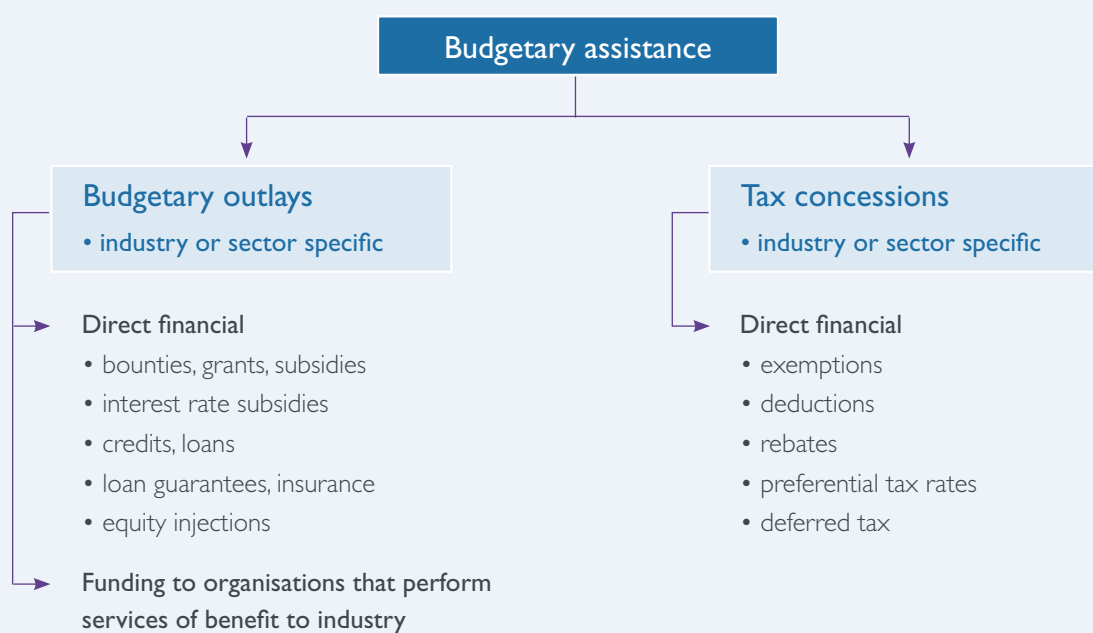 Budgetary assistance
Budgetary outlays
• industry or sector specific
Direct financial
• bounties, grants, subsidies
• interest rate subsidies
• credits, loans
• loan guarantees, insurance
• equity injections
Funding to organisations that perform
services of benefit to industry
Tax concessions
• industry or sector specific
Direct financial
• exemptions
• deductions
• rebates
• preferential tax rates
• deferred tax